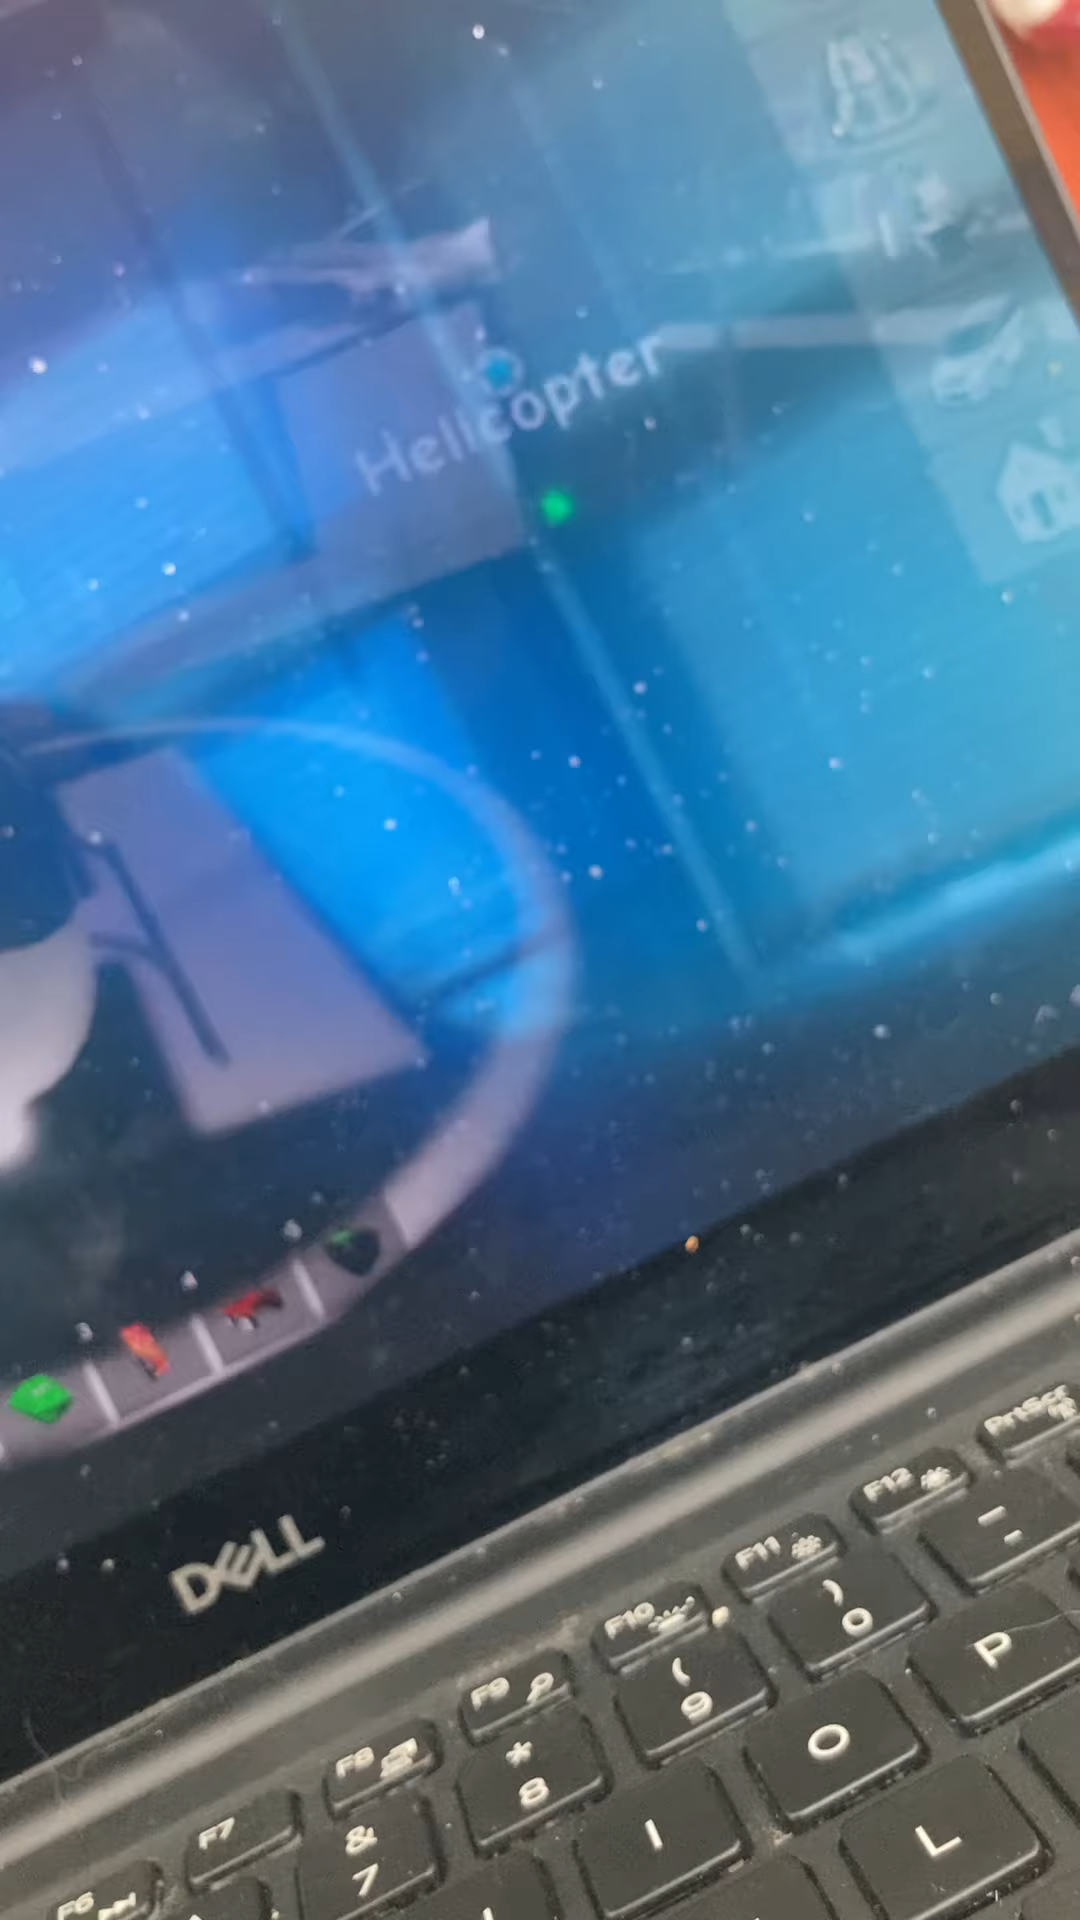 Helicopter
DELL
PrtScr
F12
F11
F10
F9
F8
F7
F6
- _
) 0
( 9
* 8
& 7
P
O
I
L